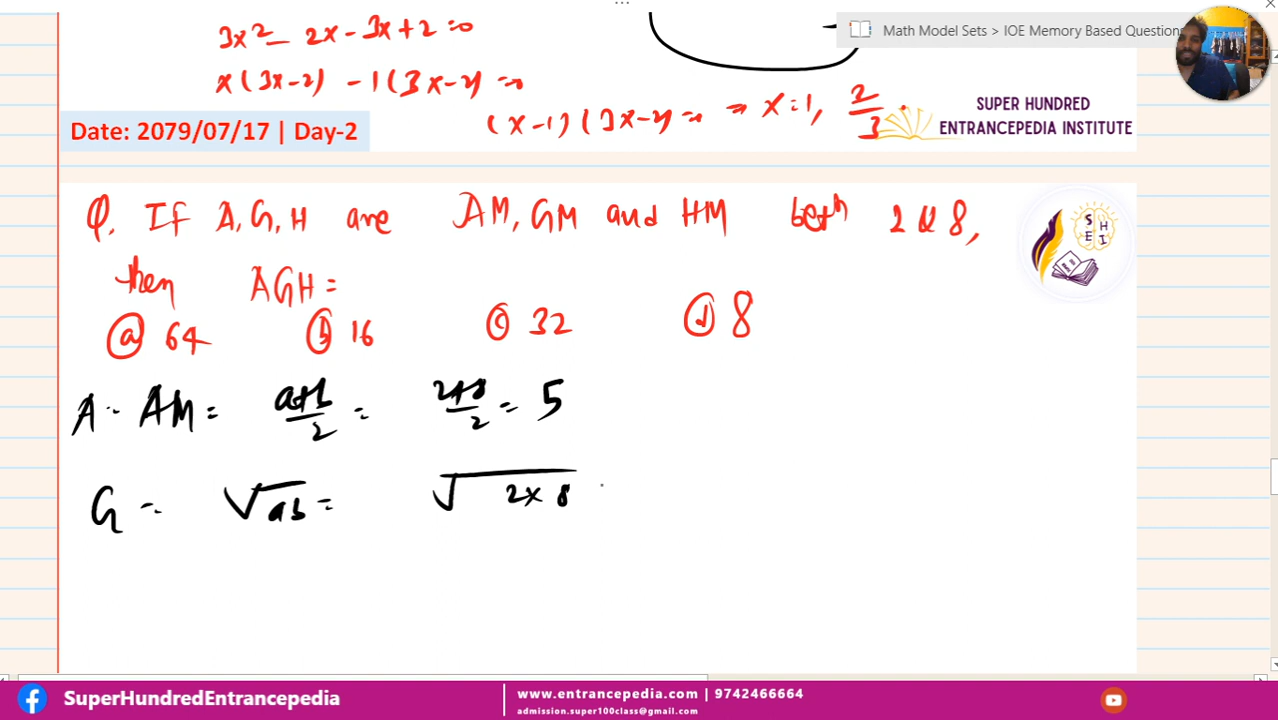 3x² - 2x - 3x + 2 = 0
Math Model Sets > IOE Memory Based Question
x (3x-2) - 1 (3x-2) = 0
(x-1) (3x-2) = 0 => x = 1, 2/3
SUPER HUNDRED
ENTRANCEPEDIA INSTITUTE
Date: 2079/07/17 | Day-2
Q. If A, G, H are AM, GM and HM betⁿ 2 & 8,
then AGH =
S H
E I
(a) 64 (b) 16 (c) 32 (d) 8
A = AM = a+b/2 = 2+8/2 = 5
G = √ab = √2×8
SuperHundredEntrancepedia
www.entrancepedia.com | 9742466664
admission.super100class@gmail.com